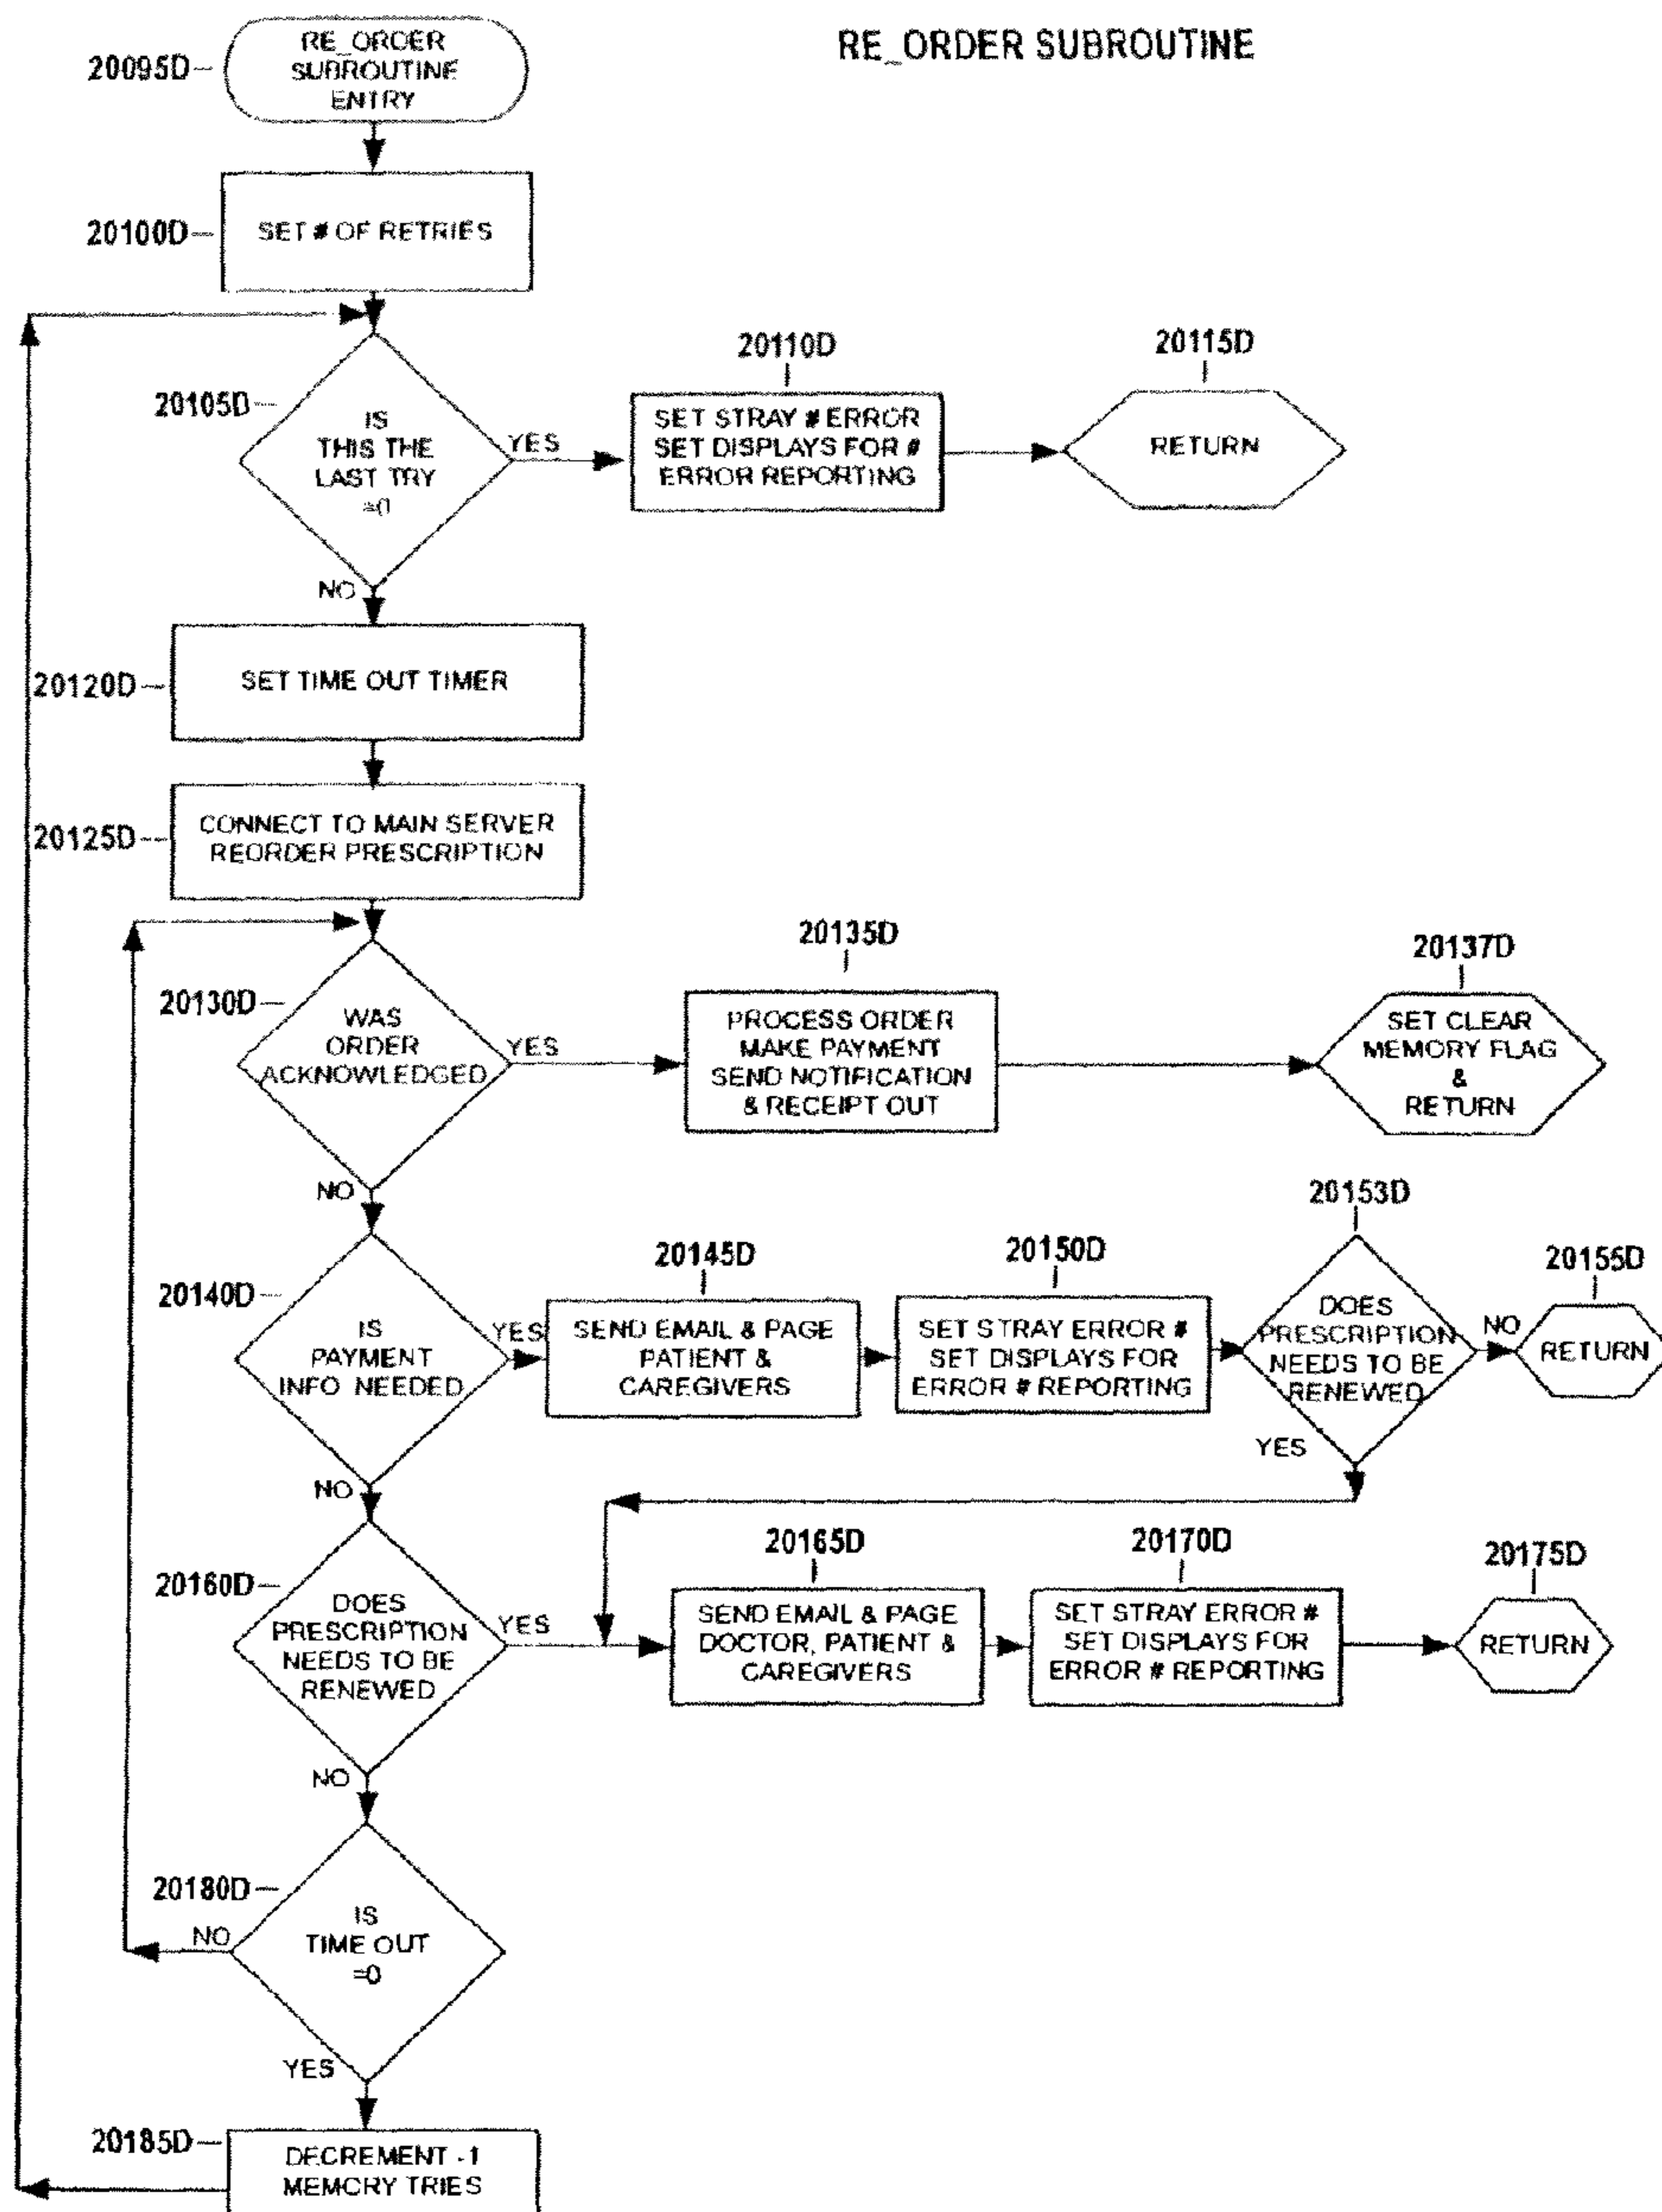 RE_ORDER SUBROUTINE
20095D
RE_ORDER
SUBROUTINE
ENTRY
20100D
SET # OF RETRIES
20105D
IS
THIS THE
LAST TRY
=0
YES
NO
20110D
SET STRAY # ERROR
SET DISPLAYS FOR #
ERROR REPORTING
20115D
RETURN
20120D
SET TIME OUT TIMER
20125D
CONNECT TO MAIN SERVER
REORDER PRESCRIPTION
20130D
WAS
ORDER
ACKNOWLEDGED
YES
NO
20135D
PROCESS ORDER
MAKE PAYMENT
SEND NOTIFICATION
& RECEIPT OUT
20137D
SET CLEAR
MEMORY FLAG
&
RETURN
20140D
IS
PAYMENT
INFO NEEDED
YES
NO
20145D
SEND EMAIL & PAGE
PATIENT &
CAREGIVERS
20150D
SET STRAY ERROR #
SET DISPLAYS FOR
ERROR # REPORTING
20153D
DOES
PRESCRIPTION
NEEDS TO BE
RENEWED
NO
YES
20155D
RETURN
20160D
DOES
PRESCRIPTION
NEEDS TO BE
RENEWED
YES
NO
20165D
SEND EMAIL & PAGE
DOCTOR, PATIENT &
CAREGIVERS
20170D
SET STRAY ERROR #
SET DISPLAYS FOR
ERROR # REPORTING
20175D
RETURN
20180D
IS
TIME OUT
=0
NO
YES
20185D
DECREMENT -1
MEMORY TRIES